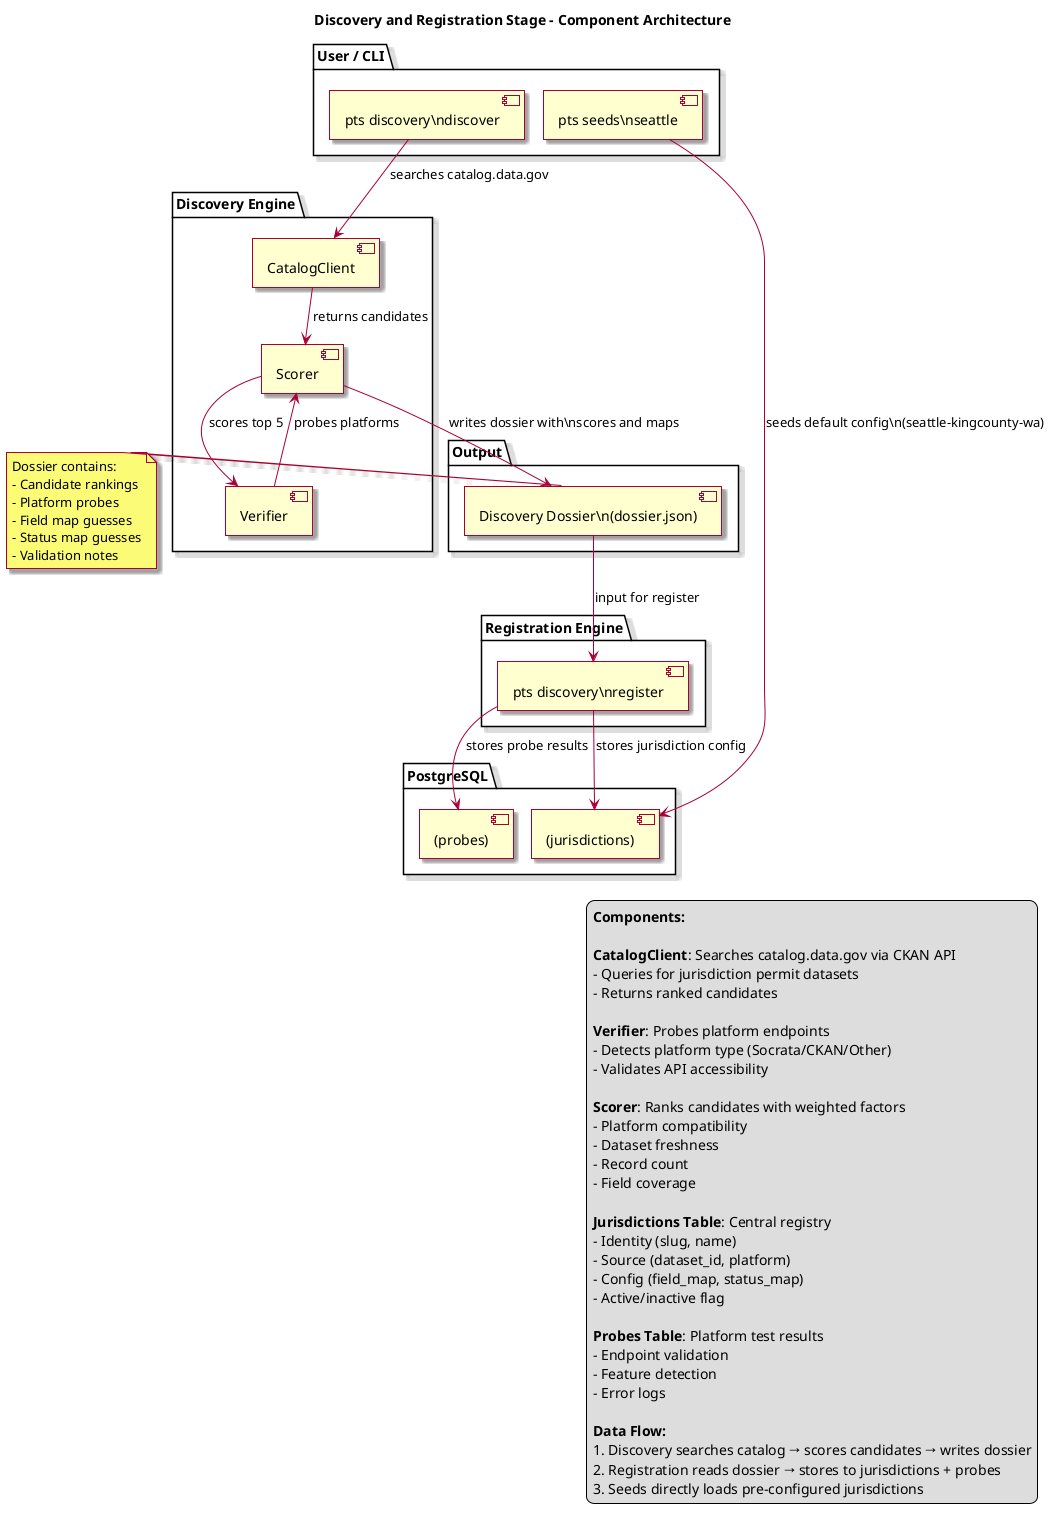 Discovery and Registration Stage - Component Architecture
User / CLI
pts discovery\ndiscover
pts seeds\nseattle
searches catalog.data.gov
Discovery Engine
CatalogClient
returns candidates
Scorer
scores top 5
probes platforms
writes dossier with\nscores and maps
seeds default config\n(seattle-kingcounty-wa)
Output
Dossier contains:
- Candidate rankings
- Platform probes
- Field map guesses
- Status map guesses
- Validation notes
Verifier
Discovery Dossier\n(dossier.json)
input for register
Registration Engine
pts discovery\nregister
stores probe results
stores jurisdiction config
PostgreSQL
(probes)
(jurisdictions)
Components:
CatalogClient: Searches catalog.data.gov via CKAN API
- Queries for jurisdiction permit datasets
- Returns ranked candidates
Verifier: Probes platform endpoints
- Detects platform type (Socrata/CKAN/Other)
- Validates API accessibility
Scorer: Ranks candidates with weighted factors
- Platform compatibility
- Dataset freshness
- Record count
- Field coverage
Jurisdictions Table: Central registry
- Identity (slug, name)
- Source (dataset_id, platform)
- Config (field_map, status_map)
- Active/inactive flag
Probes Table: Platform test results
- Endpoint validation
- Feature detection
- Error logs
Data Flow:
1. Discovery searches catalog → scores candidates → writes dossier
2. Registration reads dossier → stores to jurisdictions + probes
3. Seeds directly loads pre-configured jurisdictions